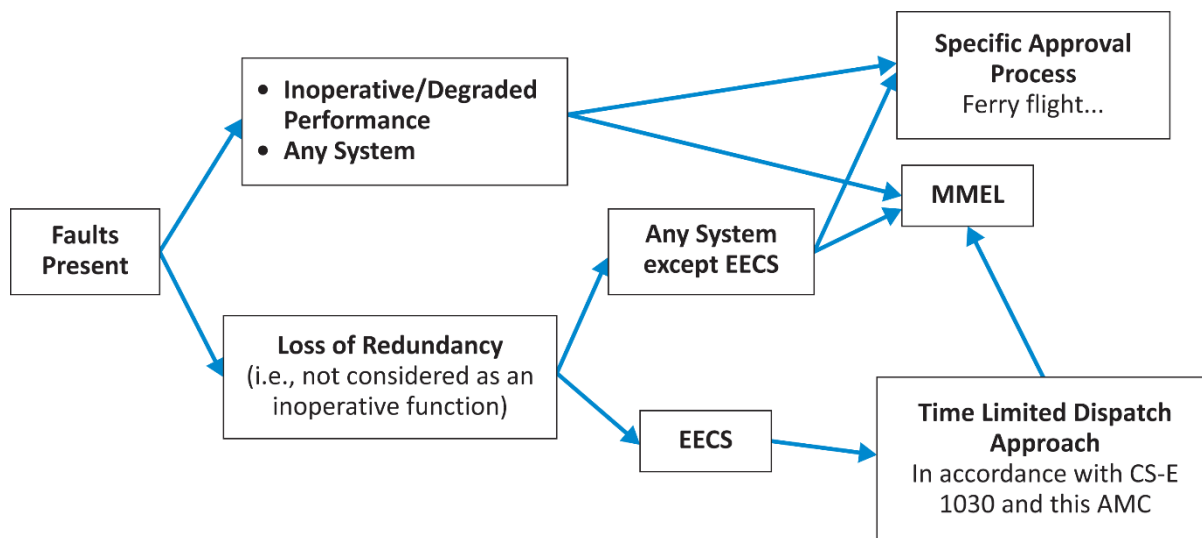 Faults
Present
• Inoperative/Degraded
Performance
• Any System
Loss of Redundancy
(i.e., not considered as an
inoperative function)
Any System
except EECS
EECS
Specific Approval
Process
Ferry flight...
MMEL
Time Limited Dispatch
Approach
In accordance with CS-E
1030 and this AMC